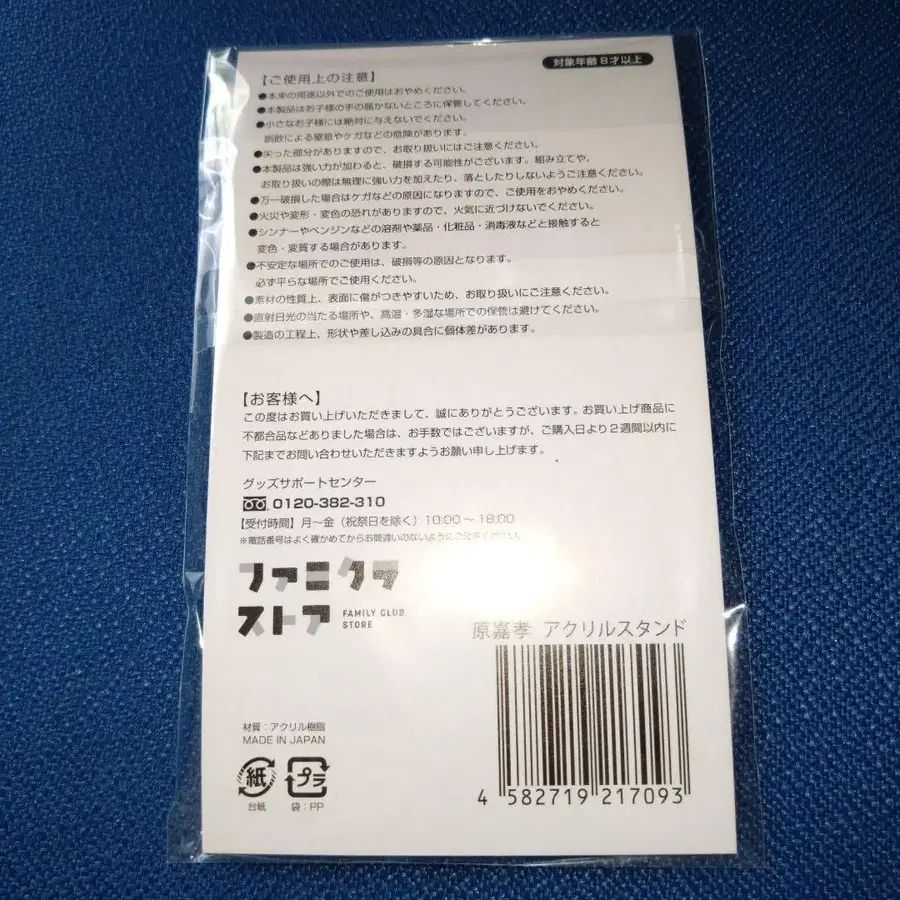 対象年齢8才以上
【ご使用上の注意】
●本来の用途以外でのご使用はおやめください。
●本製品はお子様の手の届かないところに保管してください。
●小さなお子様には絶対に与えないでください。
誤飲による窒息やケガなどの危険があります。
●尖った部分がありますので、お取り扱いにはご注意ください。
●本製品は強い力が加わると、破損する可能性がございます。組み立てや、
お取り扱いの際は無理に強い力を加えたり、落としたりしないようご注意ください。
●万一破損した場合はケガなどの原因になりますので、ご使用をおやめください。
●火災や変形・変色の恐れがありますので、火気に近づけないでください。
●シンナーやベンジンなどの溶剤や薬品・化粧品・消毒液などと接触すると
変色・変質する場合があります。
●不安定な場所でのご使用は、破損等の原因となります。
必ず平らな場所でご使用ください。
●素材の性質上、表面に傷がつきやすいため、お取り扱いにご注意ください。
●直射日光の当たる場所や、高温・多湿な場所での保管は避けてください。
●製造の工程上、形状や差し込みの具合に個体差があります。
【お客様へ】
この度はお買い上げいただきまして、誠にありがとうございます。お買い上げ商品に
不都合品などありました場合は、お手数ではございますが、ご購入日より2週間以内に
下記までお問い合わせいただきますようお願い申し上げます。
グッズサポートセンター
0120-382-310
【受付時間】月〜金（祝祭日を除く）10:00〜18:00
※電話番号はよく確かめてからお間違いのないようにご注意ください。
ファミクラ
ストア
FAMILY CLUB
STORE
原嘉孝 アクリルスタンド
材質：アクリル樹脂
MADE IN JAPAN
紙
台紙
プラ
袋：PP
4 582719 217093